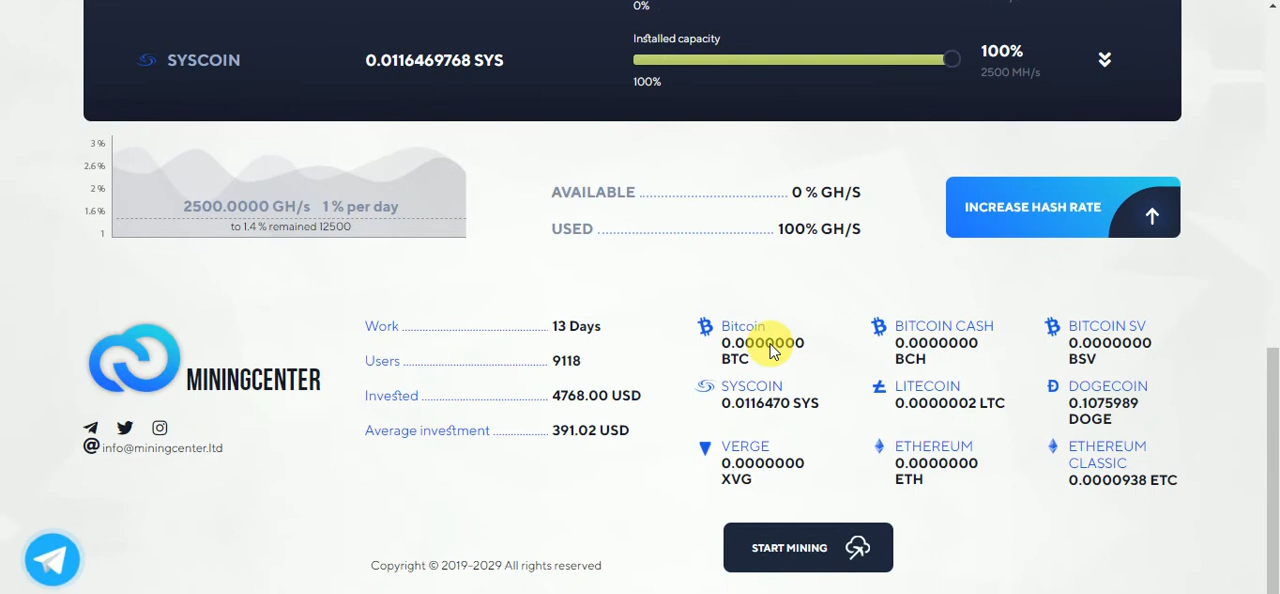 0%
Installed capacity
SYSCOIN 0.0116469768 SYS 100%
2500 MH/s
100%
3 %
2.6 %
2 %
1.6 %
1
2500.0000 GH/s 1 % per day
to 1.4 % remained 12500
AVAILABLE 0 % GH/S
USED 100% GH/S
INCREASE HASH RATE
MININGCENTER
@ info@miningcenter.ltd
Work 13 Days
Users 9118
Invested 4768.00 USD
Average investment 391.02 USD
Bitcoin
0.0000000
BTC
BITCOIN CASH
0.0000000
BCH
BITCOIN SV
0.0000000
BSV
SYSCOIN
0.0116470 SYS
LITECOIN
0.0000002 LTC
DOGECOIN
0.1075989
DOGE
VERGE
0.0000000
XVG
ETHEREUM
0.0000000
ETH
ETHEREUM
CLASSIC
0.0000938 ETC
START MINING
Copyright © 2019-2029 All rights reserved